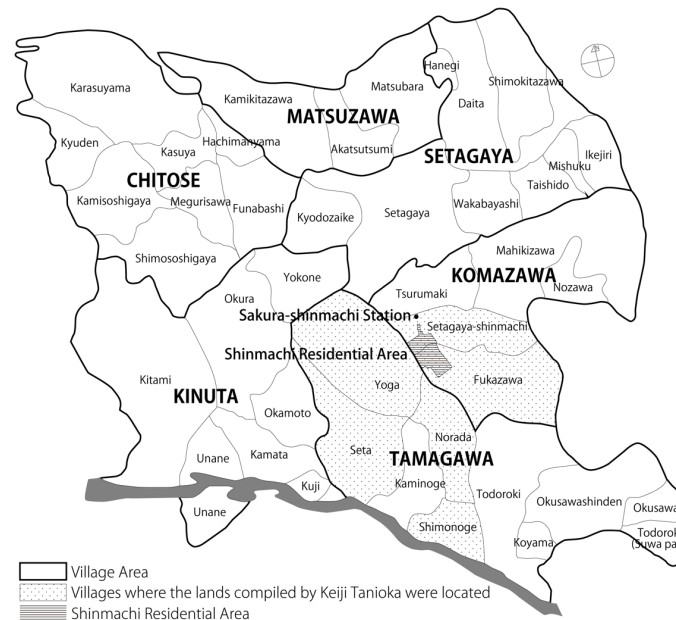 Karasuyama
Kamikitazawa
Matsubara
Hanegi
Shimokitazawa
Daita
MATSUZAWA
Kyuden
Kasuya
Hachimanyama
Akatsutsumi
SETAGAYA
Mishuku
Ikejiri
Taishido
CHITOSE
Kamisoshigaya
Megurisawa
Funabashi
Kyodozaike
Setagaya
Wakabayashi
Shimososhigaya
Yokone
Mahikizawa
KOMAZAWA
Nozawa
Okura
Tsurumaki
Sakura-shinmachi Station
Setagaya-shinmachi
Shinmachi Residential Area
Kitami
KINUTA
Yoga
Fukazawa
Okamoto
Norada
Seta
TAMAGAWA
Unane
Kamata
Kaminoge
Kuji
Todoroki
Okusawashinden
Okusawa
Unane
Shimonoge
Koyama
Todorok
(Suwa pa
Village Area
Villages where the lands compiled by Keiji Tanioka were located
Shinmachi Residential Area